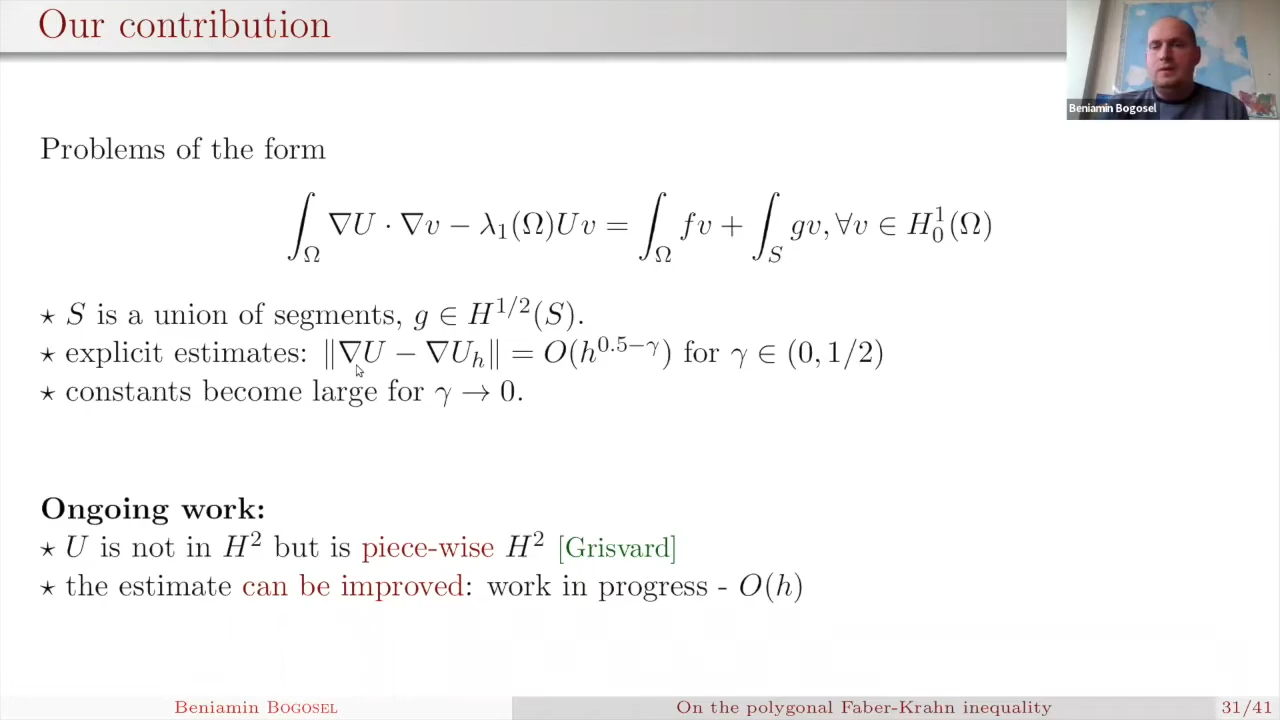 Our contribution
Beniamin Bogosel
Problems of the form
∫_Ω ∇U · ∇v − λ₁(Ω)Uv = ∫_Ω fv + ∫_S gv, ∀v ∈ H¹₀(Ω)
⋆ S is a union of segments, g ∈ H^{1/2}(S).
⋆ explicit estimates: ‖∇U − ∇U_h‖ = O(h^{0.5−γ}) for γ ∈ (0, 1/2)
⋆ constants become large for γ → 0.
Ongoing work:
⋆ U is not in H² but is piece-wise H² [Grisvard]
⋆ the estimate can be improved: work in progress - O(h)
Beniamin Bogosel
On the polygonal Faber-Krahn inequality
31/41